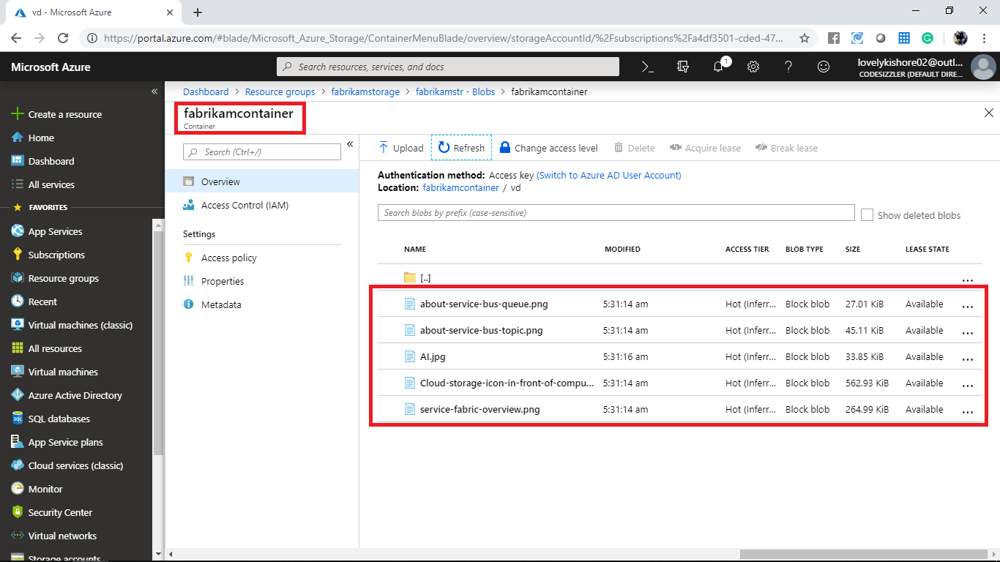 vd - Microsoft Azure
https://portal.azure.com/#blade/Microsoft_Azure_Storage/ContainerMenuBlade/overview/storageAccountId/%2Fsubscriptions%2Fa4df3501-cded-47...
Microsoft Azure
Search resources, services, and docs
1
lovelykishore02@outl...
CODESIZZLER (DEFAULT DIRE...
Create a resource
Home
Dashboard
All services
FAVORITES
App Services
Subscriptions
Resource groups
Recent
Virtual machines (classic)
All resources
Virtual machines
Azure Active Directory
SQL databases
App Service plans
Cloud services (classic)
Monitor
Security Center
Virtual networks
Storage accounts
Dashboard > Resource groups > fabrikamstorage > fabrikamstr - Blobs > fabrikamcontainer
fabrikamcontainer
Container
Search (Ctrl+/)
Overview
Access Control (IAM)
Settings
Access policy
Properties
Metadata
Upload Refresh Change access level Delete Acquire lease Break lease
Authentication method: Access key (Switch to Azure AD User Account)
Location: fabrikamcontainer / vd
Search blobs by prefix (case-sensitive) Show deleted blobs
NAME MODIFIED ACCESS TIER BLOB TYPE SIZE LEASE STATE
[..] ...
about-service-bus-queue.png 5:31:14 am Hot (Inferr... Block blob 27.01 KiB Available ...
about-service-bus-topic.png 5:31:14 am Hot (Inferr... Block blob 45.11 KiB Available ...
AI.jpg 5:31:16 am Hot (Inferr... Block blob 33.85 KiB Available ...
Cloud-storage-icon-in-front-of-compu... 5:31:14 am Hot (Inferr... Block blob 562.93 KiB Available ...
service-fabric-overview.png 5:31:14 am Hot (Inferr... Block blob 264.99 KiB Available ...